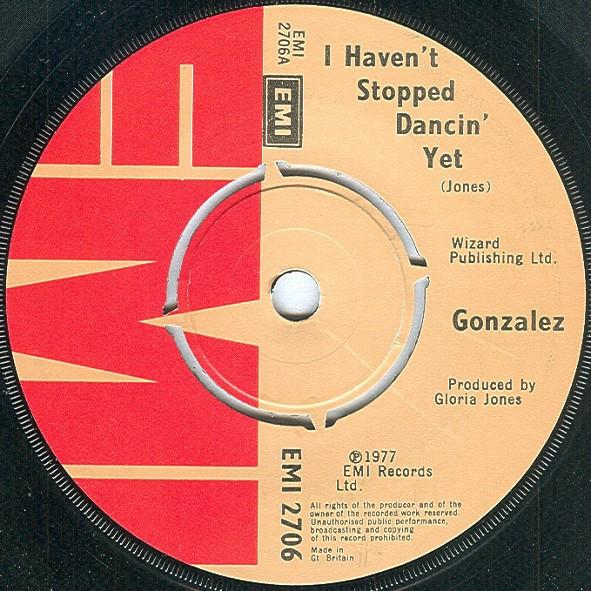 EMI
2706A
EMI
I Haven't
Stopped
Dancin'
Yet
(Jones)
Wizard
Publishing Ltd.
Gonzalez
Produced by
Gloria Jones
EMI 2706
℗1977
EMI Records
Ltd.
All rights of the producer and of the
owner of the recorded work reserved.
Unauthorised public performance,
broadcasting and copying
of this record prohibited.
Made in
Gt Britain
EMI